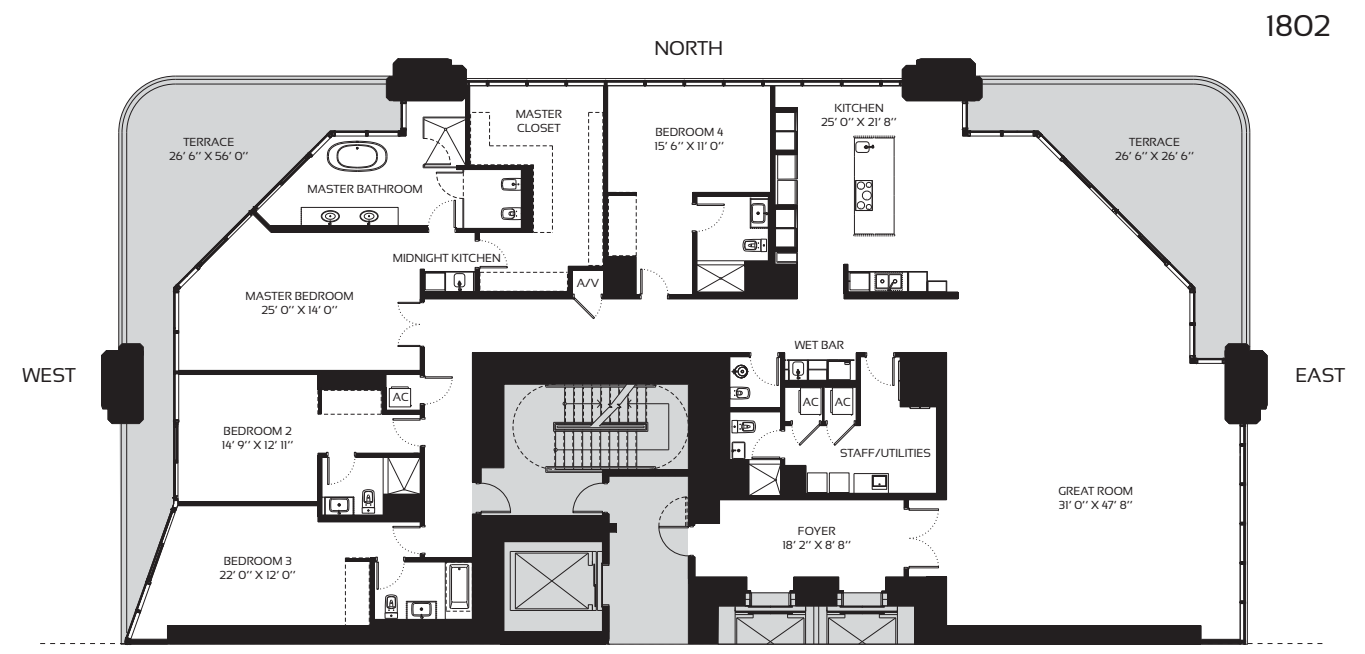 1802
NORTH
MASTER
CLOSET
KITCHEN
25’ 0’’ X 21’ 8’’
BEDROOM 4
15’ 6’’ X 11’ 0’’
TERRACE
26’ 6’’ X 56’ 0’’
TERRACE
26’ 6’’ X 26’ 6’’
MASTER BATHROOM
MIDNIGHT KITCHEN
A/V
MASTER BEDROOM
25’ 0’’ X 14’ 0’’
WET BAR
WEST
EAST
AC
AC
AC
BEDROOM 2
14’ 9’’ X 12’ 11’’
STAFF/UTILITIES
GREAT ROOM
31’ 0’’ X 47’ 8’’
FOYER
18’ 2’’ X 8’ 8’’
BEDROOM 3
22’ 0’’ X 12’ 0’’